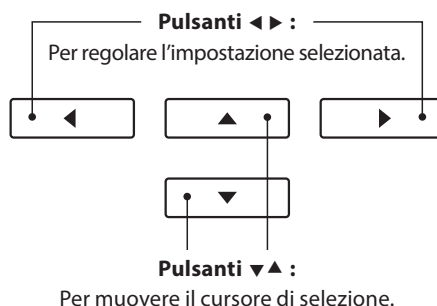 Pulsanti ◀ ▶ :
Per regolare l’impostazione selezionata.
◀ ▲ ▶
▼
Pulsanti ▼▲ :
Per muovere il cursore di selezione.